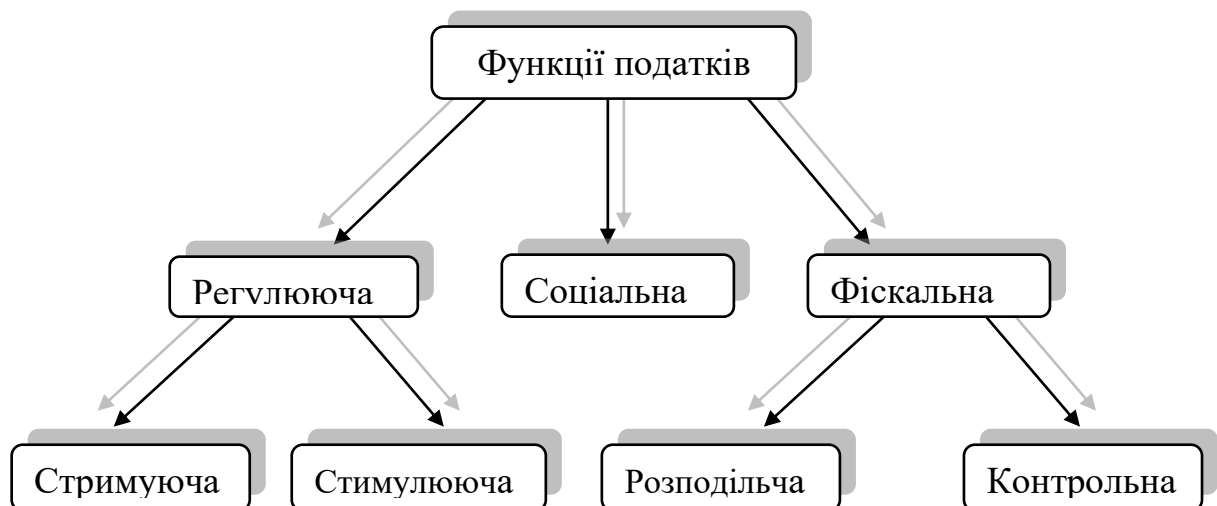 Функції податків
Регулююча
Соціальна
Фіскальна
Стримуюча
Стимулююча
Розподільча
Контрольна